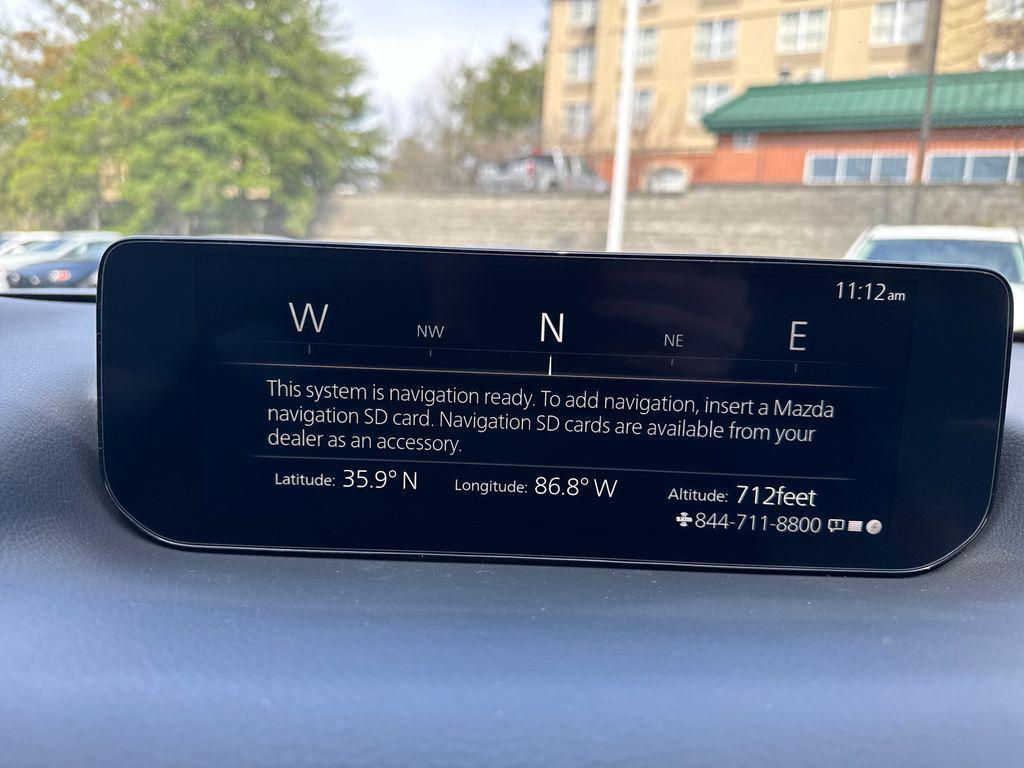 11:12am
W NW N NE E
This system is navigation ready. To add navigation, insert a Mazda
navigation SD card. Navigation SD cards are available from your
dealer as an accessory.
Latitude: 35.9° N Longitude: 86.8° W Altitude: 712feet
sxm 844-711-8800